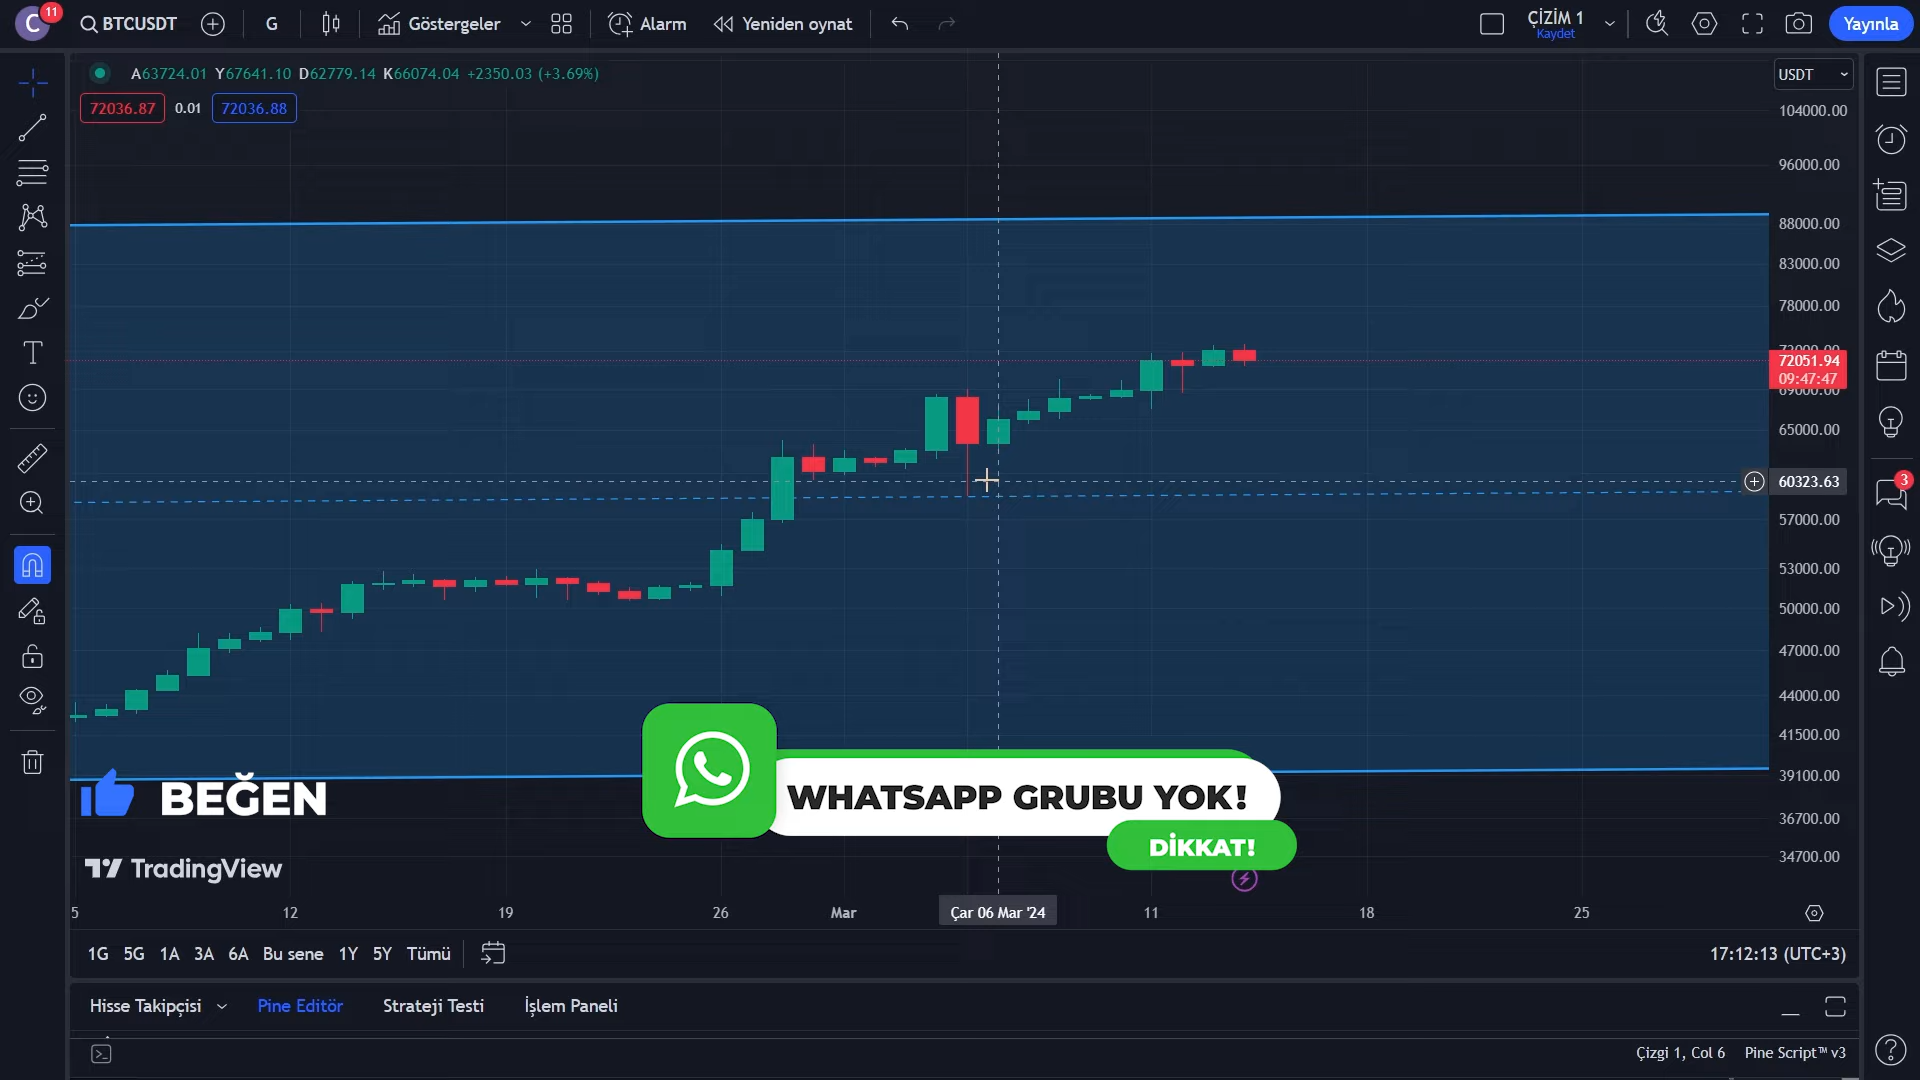 C 11 BTCUSDT G Göstergeler Alarm Yeniden oynat ÇİZİM 1 Kaydet Yayınla
A63724.01 Y67641.10 D62779.14 K66074.04 +2350.03 (+3.69%)
USDT
72036.87 0.01 72036.88
104000.00
96000.00
88000.00
83000.00
78000.00
72051.94
09:47:47
65000.00
60323.63
3
57000.00
53000.00
50000.00
47000.00
44000.00
41500.00
39100.00
36700.00
34700.00
BEĞEN
WHATSAPP GRUBU YOK!
DİKKAT!
TradingView
5 12 19 26 Mar Çar 06 Mar '24 11 18 25
1G 5G 1A 3A 6A Bu sene 1Y 5Y Tümü 17:12:13 (UTC+3)
Hisse Takipçisi Pine Editör Strateji Testi İşlem Paneli
Çizgi 1, Col 6 Pine Script™ v3